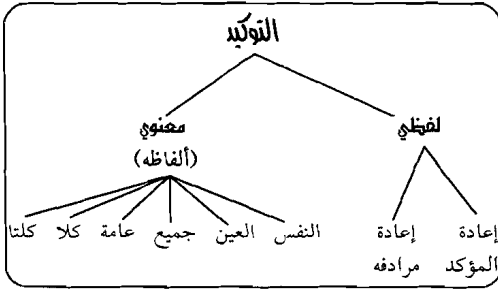 التوكيد
لفظي
معنوي
(ألفاظه)
إعادة المؤكد
إعادة مرادفه
النفس العين جميع عامة كلا كلتا